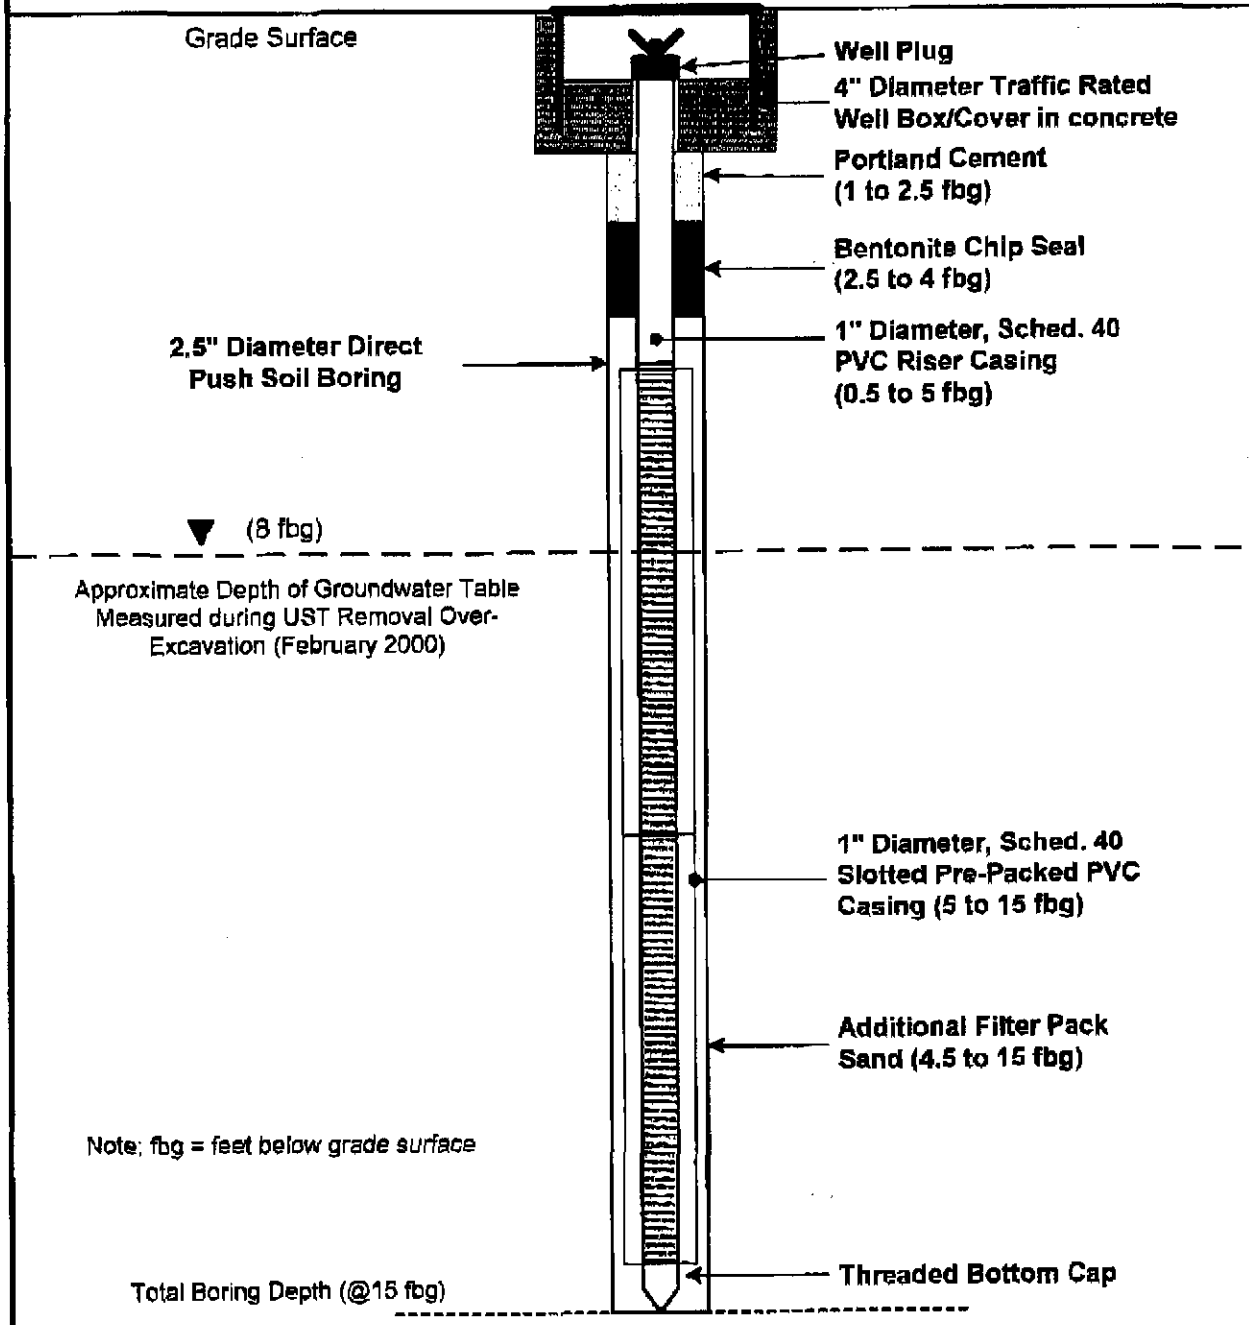 Grade Surface
Well Plug
4" Diameter Traffic Rated
Well Box/Cover in concrete
Portland Cement
(1 to 2.5 fbg)
Bentonite Chip Seal
(2.5 to 4 fbg)
2.5" Diameter Direct
Push Soil Boring
1" Diameter, Sched. 40
PVC Riser Casing
(0.5 to 5 fbg)
(8 fbg)
Approximate Depth of Groundwater Table
Measured during UST Removal Over-
Excavation (February 2000)
1" Diameter, Sched. 40
Slotted Pre-Packed PVC
Casing (5 to 15 fbg)
Additional Filter Pack
Sand (4.5 to 15 fbg)
Note; fbg = feet below grade surface
Threaded Bottom Cap
Total Boring Depth (@15 fbg)